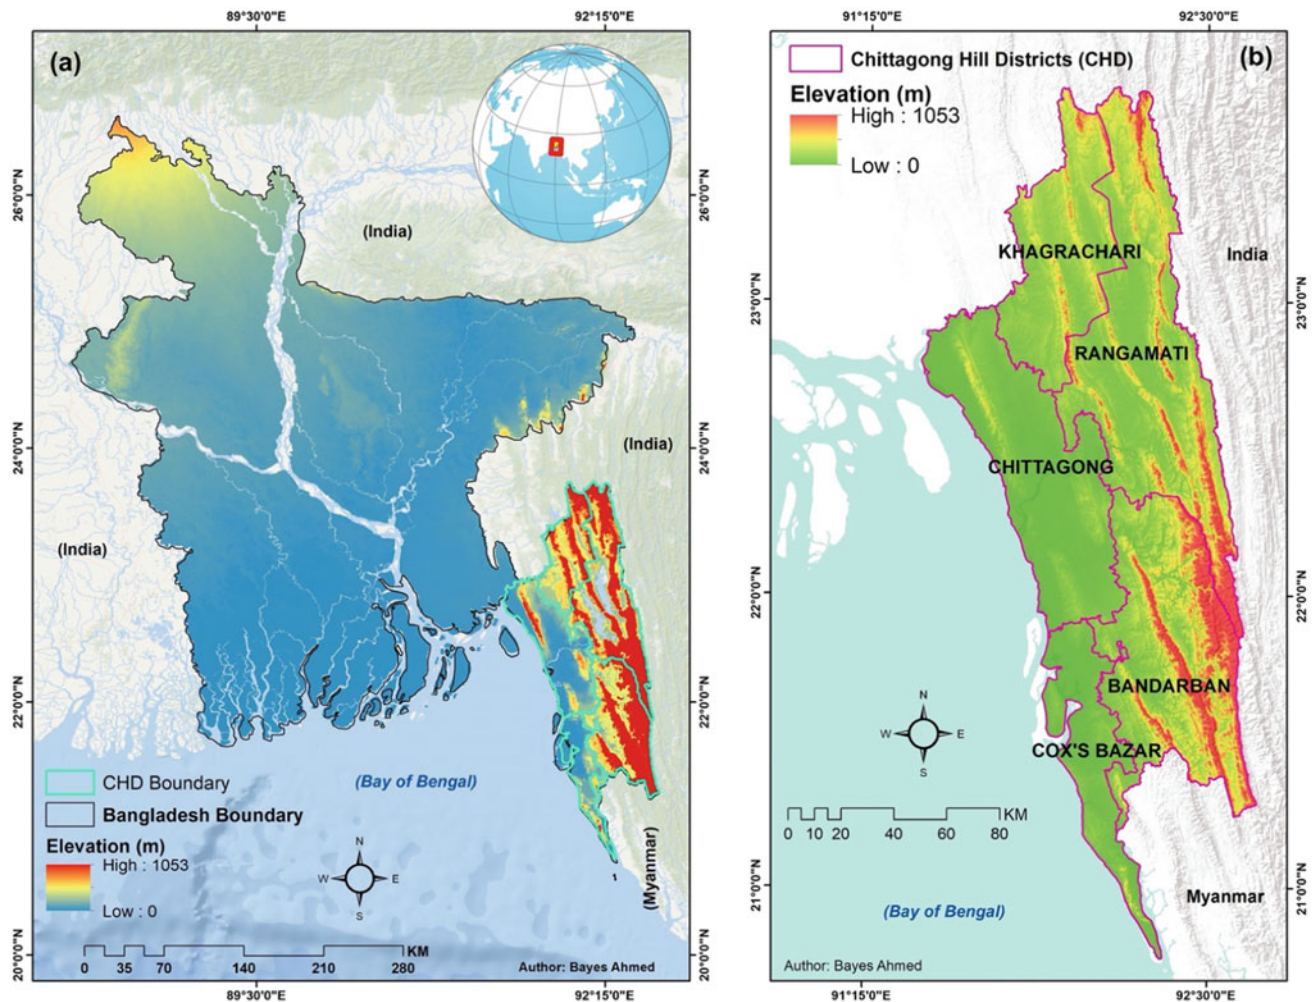 89°30'0"E
92°15'0"E
(a)
26°0'0"N
26°0'0"N
(India)
24°0'0"N
24°0'0"N
(India)
(India)
22°0'0"N
22°0'0"N
CHD Boundary
(Bay of Bengal)
Bangladesh Boundary
Elevation (m)
High : 1053
Low : 0
N
W E
S
1
(Myanmar)
KM
0 35 70 140 210 280
Author: Bayes Ahmed
20°0'0"N
20°0'0"N
89°30'0"E
92°15'0"E
91°15'0"E
92°30'0"E
Chittagong Hill Districts (CHD)
(b)
Elevation (m)
High : 1053
Low : 0
KHAGRACHARI
India
23°0'0"N
23°0'0"N
RANGAMATI
CHITTAGONG
22°0'0"N
22°0'0"N
BANDARBAN
N
W E
S
COX'S BAZAR
KM
0 10 20 40 60 80
21°0'0"N
21°0'0"N
Myanmar
(Bay of Bengal)
Author: Bayes Ahmed
91°15'0"E
92°30'0"E